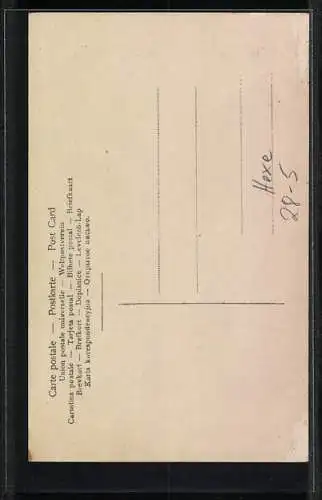 Carte postale — Postkarte — Post Card
Union postale universelle — Weltpostverein
Cartolina postale — Tarjeta postal — Bilhete postal — Briefkaart
Brevkort — Brefkort — Dopisnice — Levelezö-Lap
Karta korespondencyjna — Открытое письмо.
Hexe
28-5